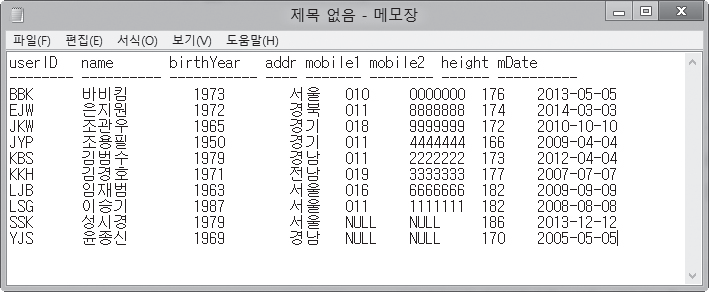 제목 없음 - 메모장
파일(F) 편집(E) 서식(O) 보기(V) 도움말(H)
userID name birthYear addr mobile1 mobile2 height mDate
-------- ---------- ----------- ---- ------- -------- ------ ----------
BBK 바비킴 1973 서울 010 0000000 176 2013-05-05
EJW 은지원 1972 경북 011 8888888 174 2014-03-03
JKW 조관우 1965 경기 018 9999999 172 2010-10-10
JYP 조용필 1950 경기 011 4444444 166 2009-04-04
KBS 김범수 1979 경남 011 2222222 173 2012-04-04
KKH 김경호 1971 전남 019 3333333 177 2007-07-07
LJB 임재범 1963 서울 016 6666666 182 2009-09-09
LSG 이승기 1987 서울 011 1111111 182 2008-08-08
SSK 성시경 1979 서울 NULL NULL 186 2013-12-12
YJS 윤종신 1969 경남 NULL NULL 170 2005-05-05